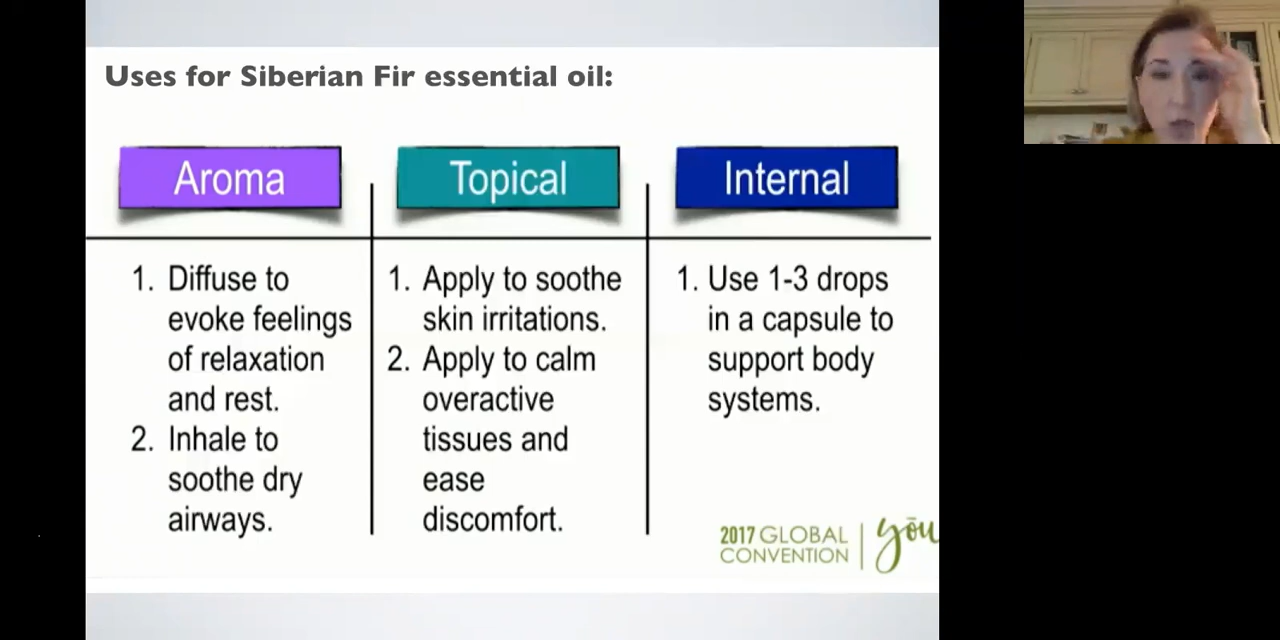 Uses for Siberian Fir essential oil:
Aroma
1. Diffuse to
evoke feelings
of relaxation
and rest.
2. Inhale to
soothe dry
airways.
Topical
1. Apply to soothe
skin irritations.
2. Apply to calm
overactive
tissues and
ease
discomfort.
Internal
1. Use 1-3 drops
in a capsule to
support body
systems.
2017 GLOBAL
CONVENTION
yōu